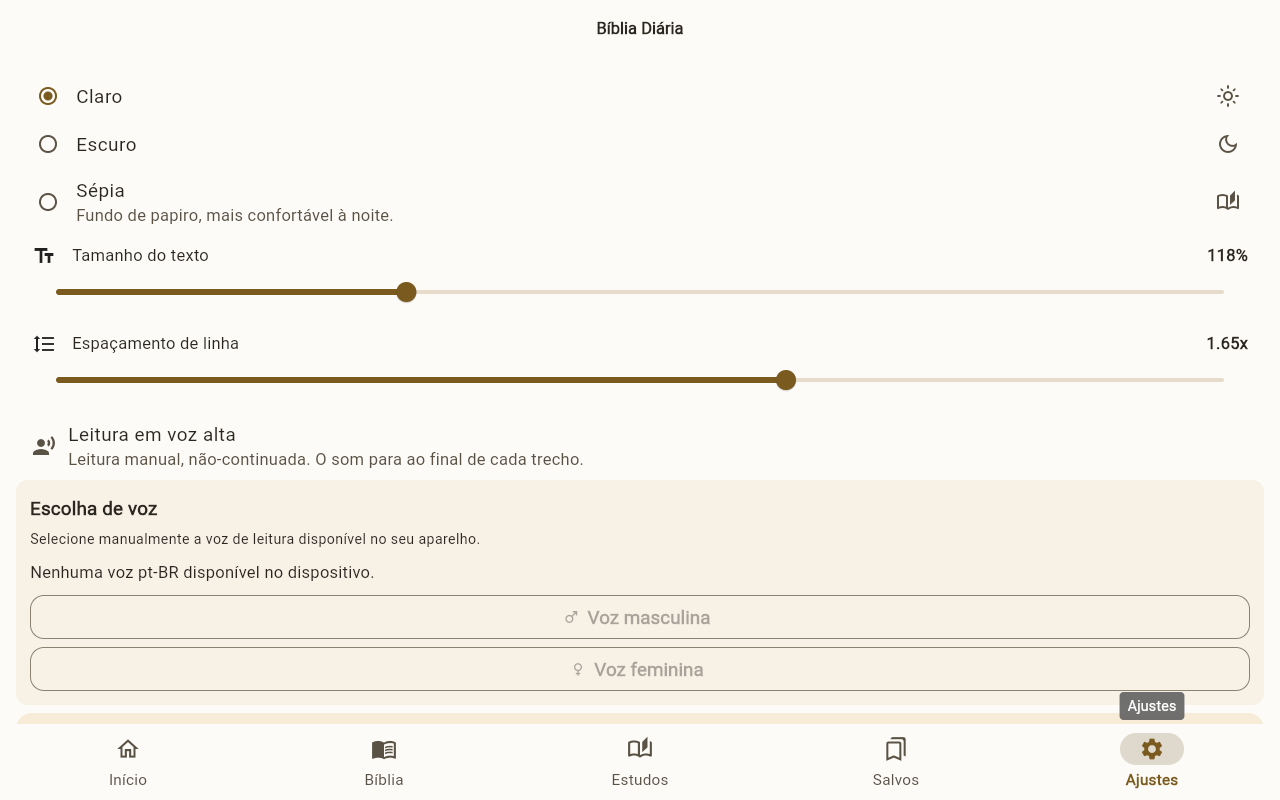 Bíblia Diária
Claro
Escuro
Sépia
Fundo de papiro, mais confortável à noite.
Tamanho do texto 118%
Espaçamento de linha 1.65x
Leitura em voz alta
Leitura manual, não-continuada. O som para ao final de cada trecho.
Escolha de voz
Selecione manualmente a voz de leitura disponível no seu aparelho.
Nenhuma voz pt-BR disponível no dispositivo.
♂ Voz masculina
♀ Voz feminina
Ajustes
Início Bíblia Estudos Salvos Ajustes